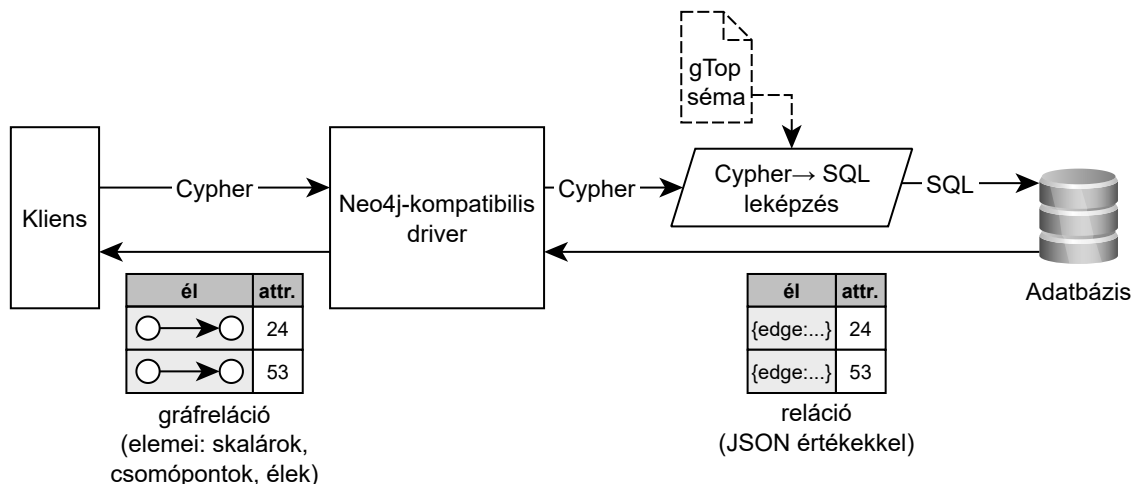 gTop
séma
Kliens
Cypher
Neo4j-kompatibilis
driver
Cypher
Cypher→ SQL
leképzés
SQL
Adatbázis
él attr.
24
53
gráfreláció
(elemei: skalárok,
csomópontok, élek)
él attr.
{edge:...} 24
{edge:...} 53
reláció
(JSON értékekkel)